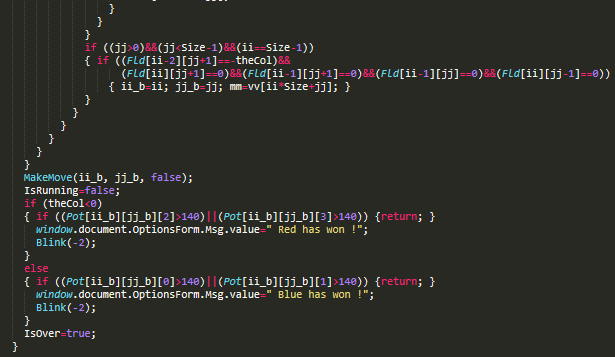 }
}
}
if ((jj>0)&&(jj<Size-1)&&(ii==Size-1))
{ if ((Fld[ii-2][jj+1]==-theCol)&&
(Fld[ii][jj+1]==0)&&(Fld[ii-1][jj+1]==0)&&(Fld[ii-1][jj]==0)&&(Fld[ii][jj-1]==0))
{ ii_b=ii; jj_b=jj; mm=vv[ii*Size+jj]; }
}
}
}
}
}
}
MakeMove(ii_b, jj_b, false);
IsRunning=false;
if (theCol<0)
{ if ((Pot[ii_b][jj_b][2]>140)||(Pot[ii_b][jj_b][3]>140)) {return; }
window.document.OptionsForm.Msg.value=" Red has won !";
Blink(-2);
}
else
{ if ((Pot[ii_b][jj_b][0]>140)||(Pot[ii_b][jj_b][1]>140)) {return; }
window.document.OptionsForm.Msg.value=" Blue has won !";
Blink(-2);
}
IsOver=true;
}